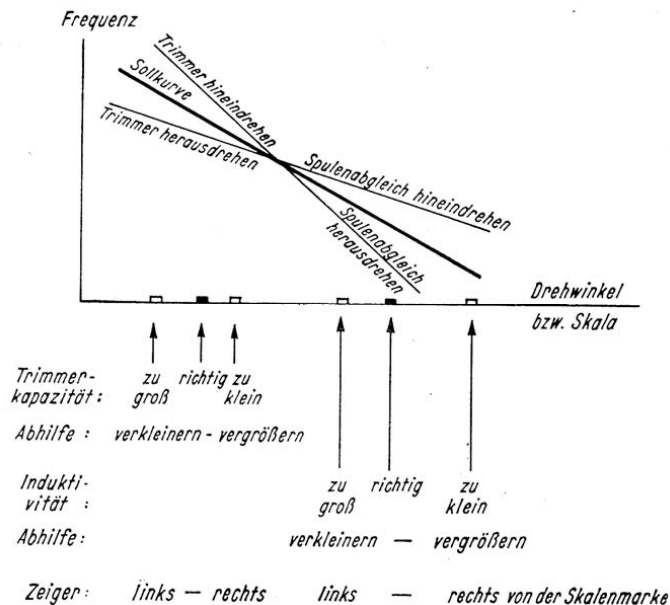 Frequenz
Trimmer hineindrehen
Sollkurve
Trimmer herausdrehen
Spulenabgleich hineindrehen
Spulenabgleich
herausdrehen
Drehwinkel
bzw. Skala
Trimmer- zu richtig zu
kapazität: groß klein
Abhilfe: verkleinern - vergrößern
Indukti- zu richtig zu
vität: groß klein
Abhilfe: verkleinern — vergrößern
Zeiger: links — rechts links — rechts von der Skalenmarke